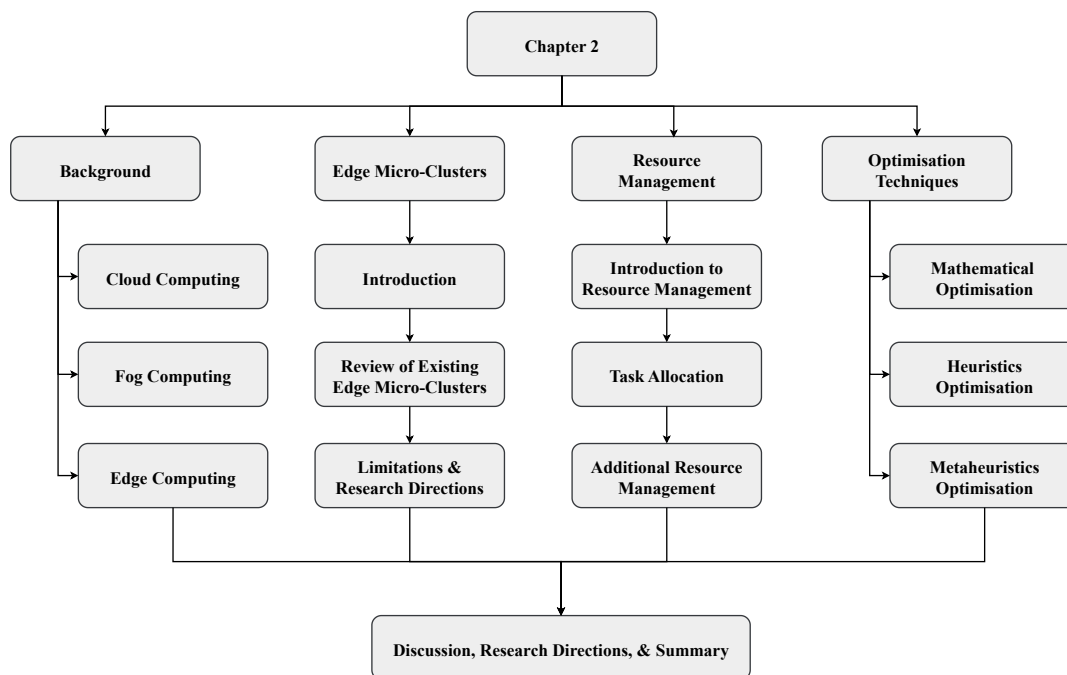 Chapter 2
Background
Edge Micro-Clusters
Resource
Management
Optimisation
Techniques
Cloud Computing
Introduction
Introduction to
Resource Management
Mathematical
Optimisation
Fog Computing
Review of Existing
Edge Micro-Clusters
Task Allocation
Heuristics
Optimisation
Edge Computing
Limitations &
Research Directions
Additional Resource
Management
Metaheuristics
Optimisation
Discussion, Research Directions, & Summary